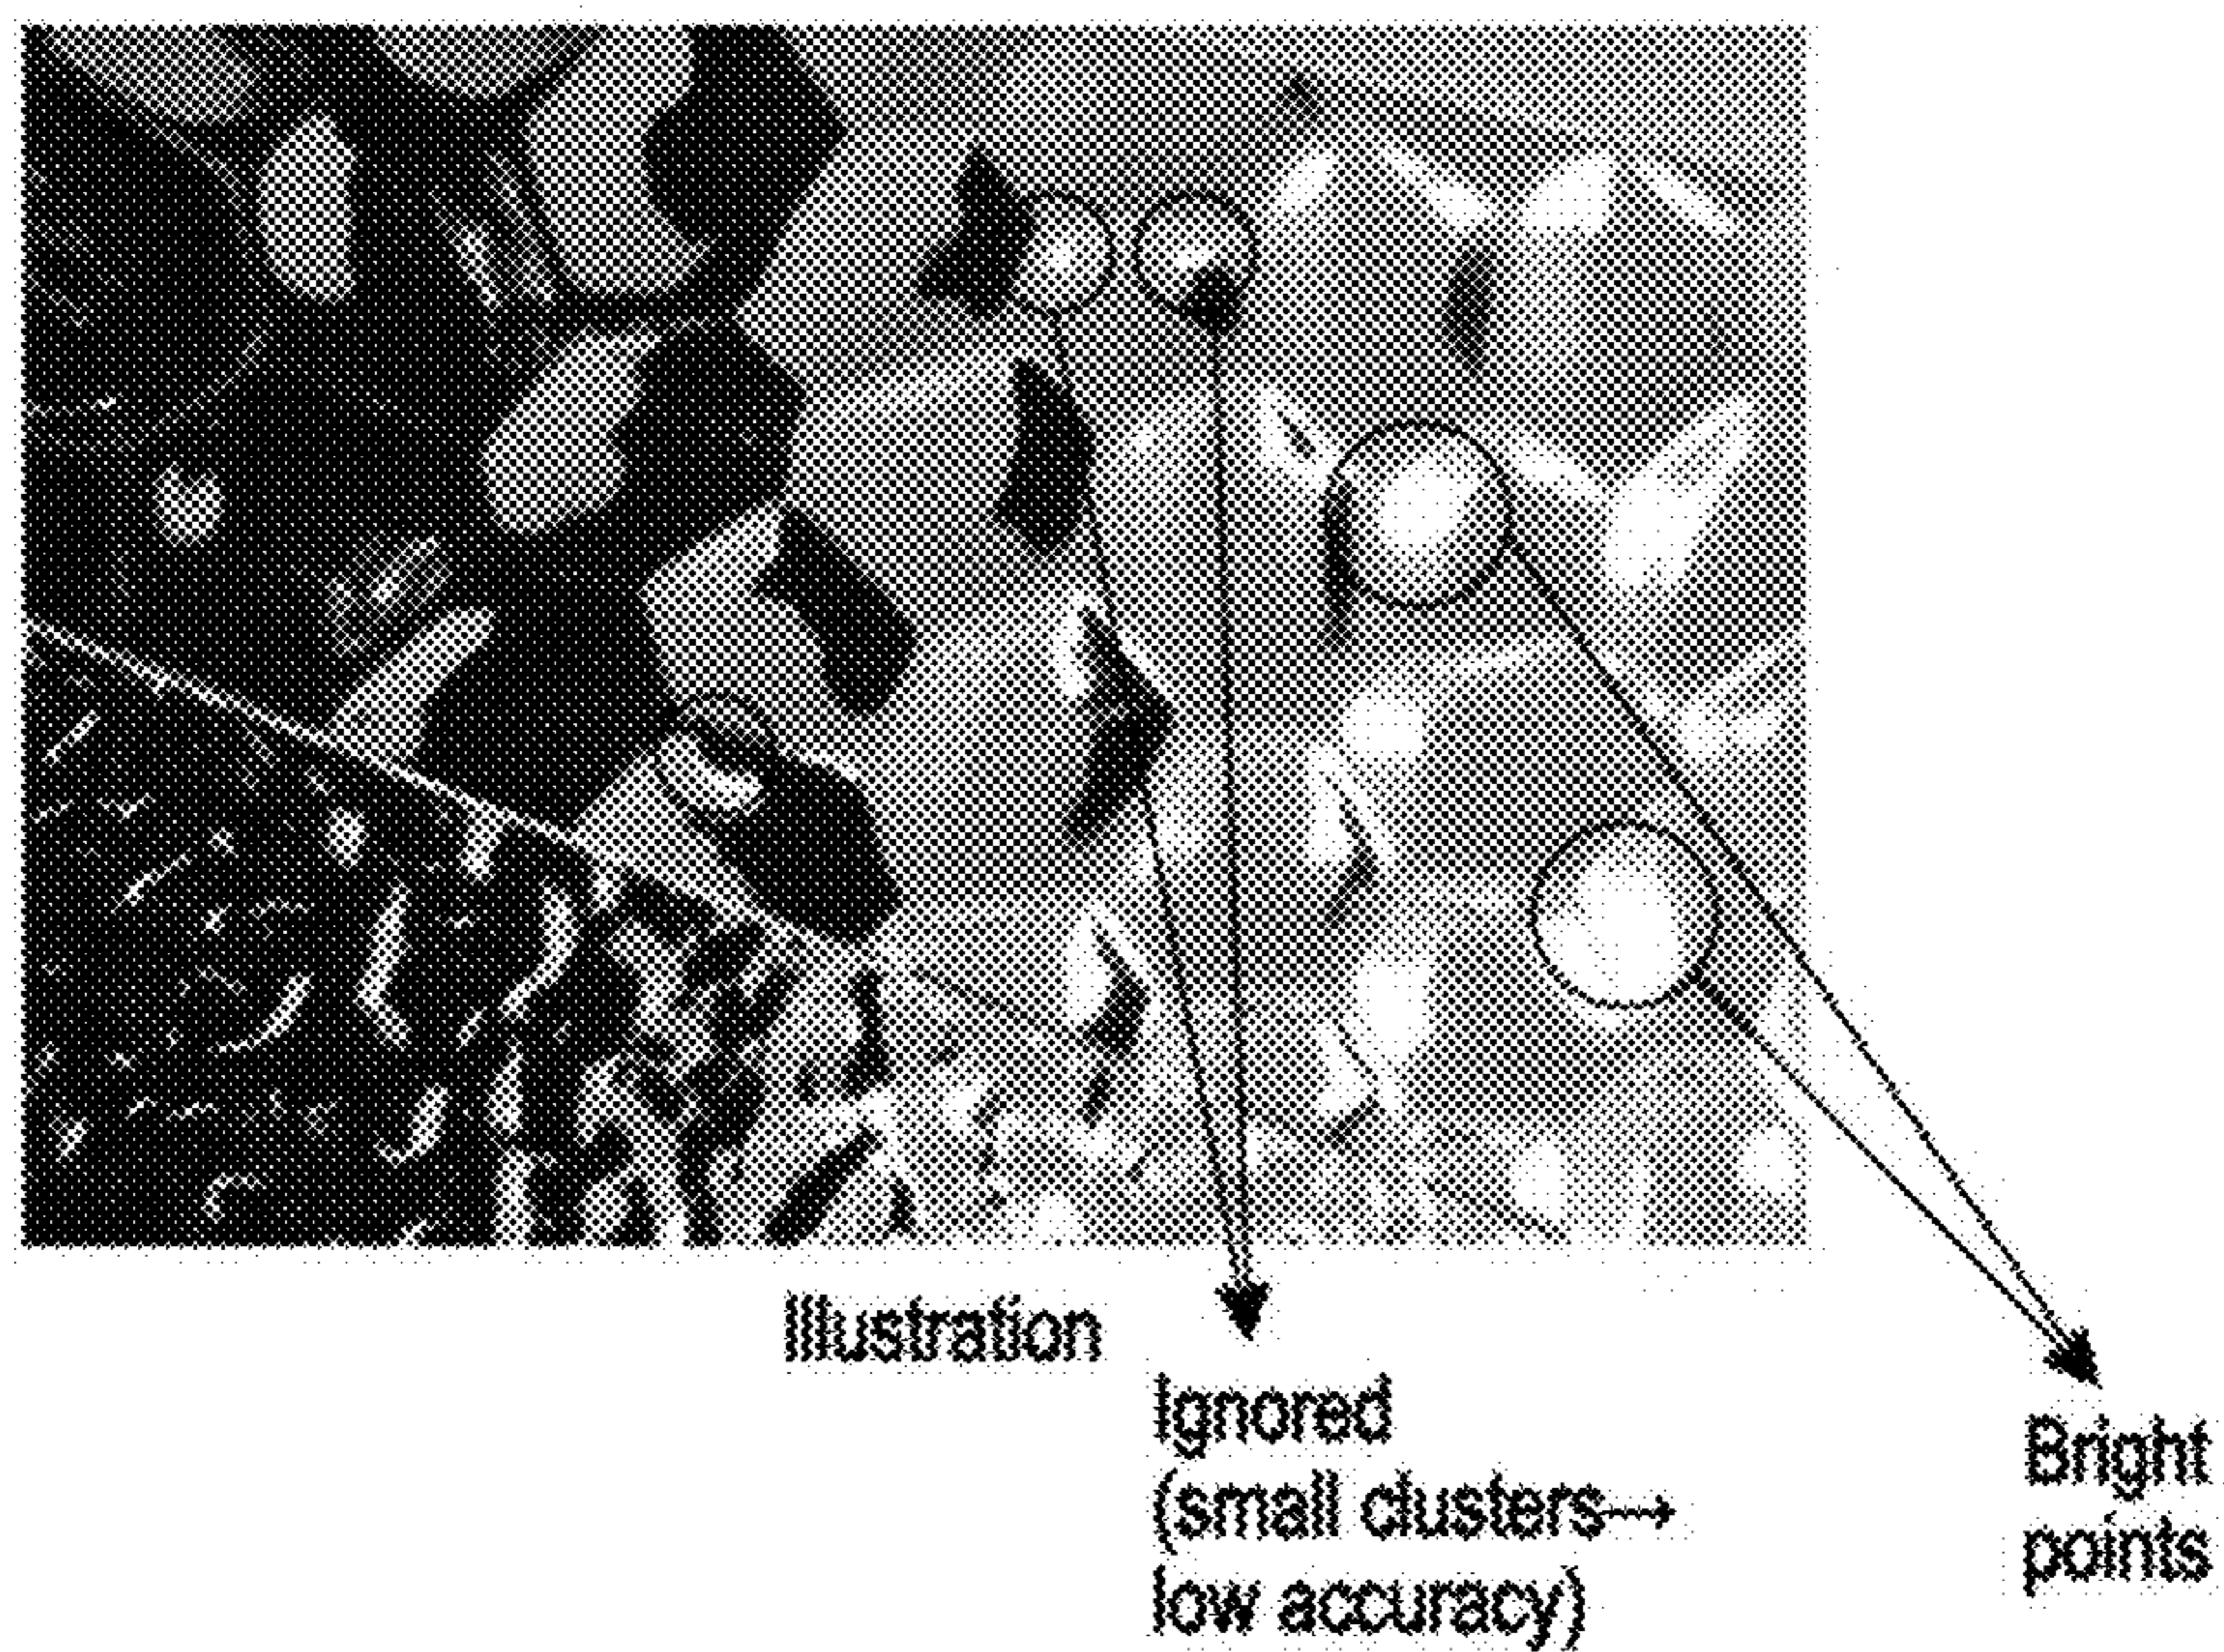 Illustration
Ignored
(small clusters→
low accuracy)
Bright
points